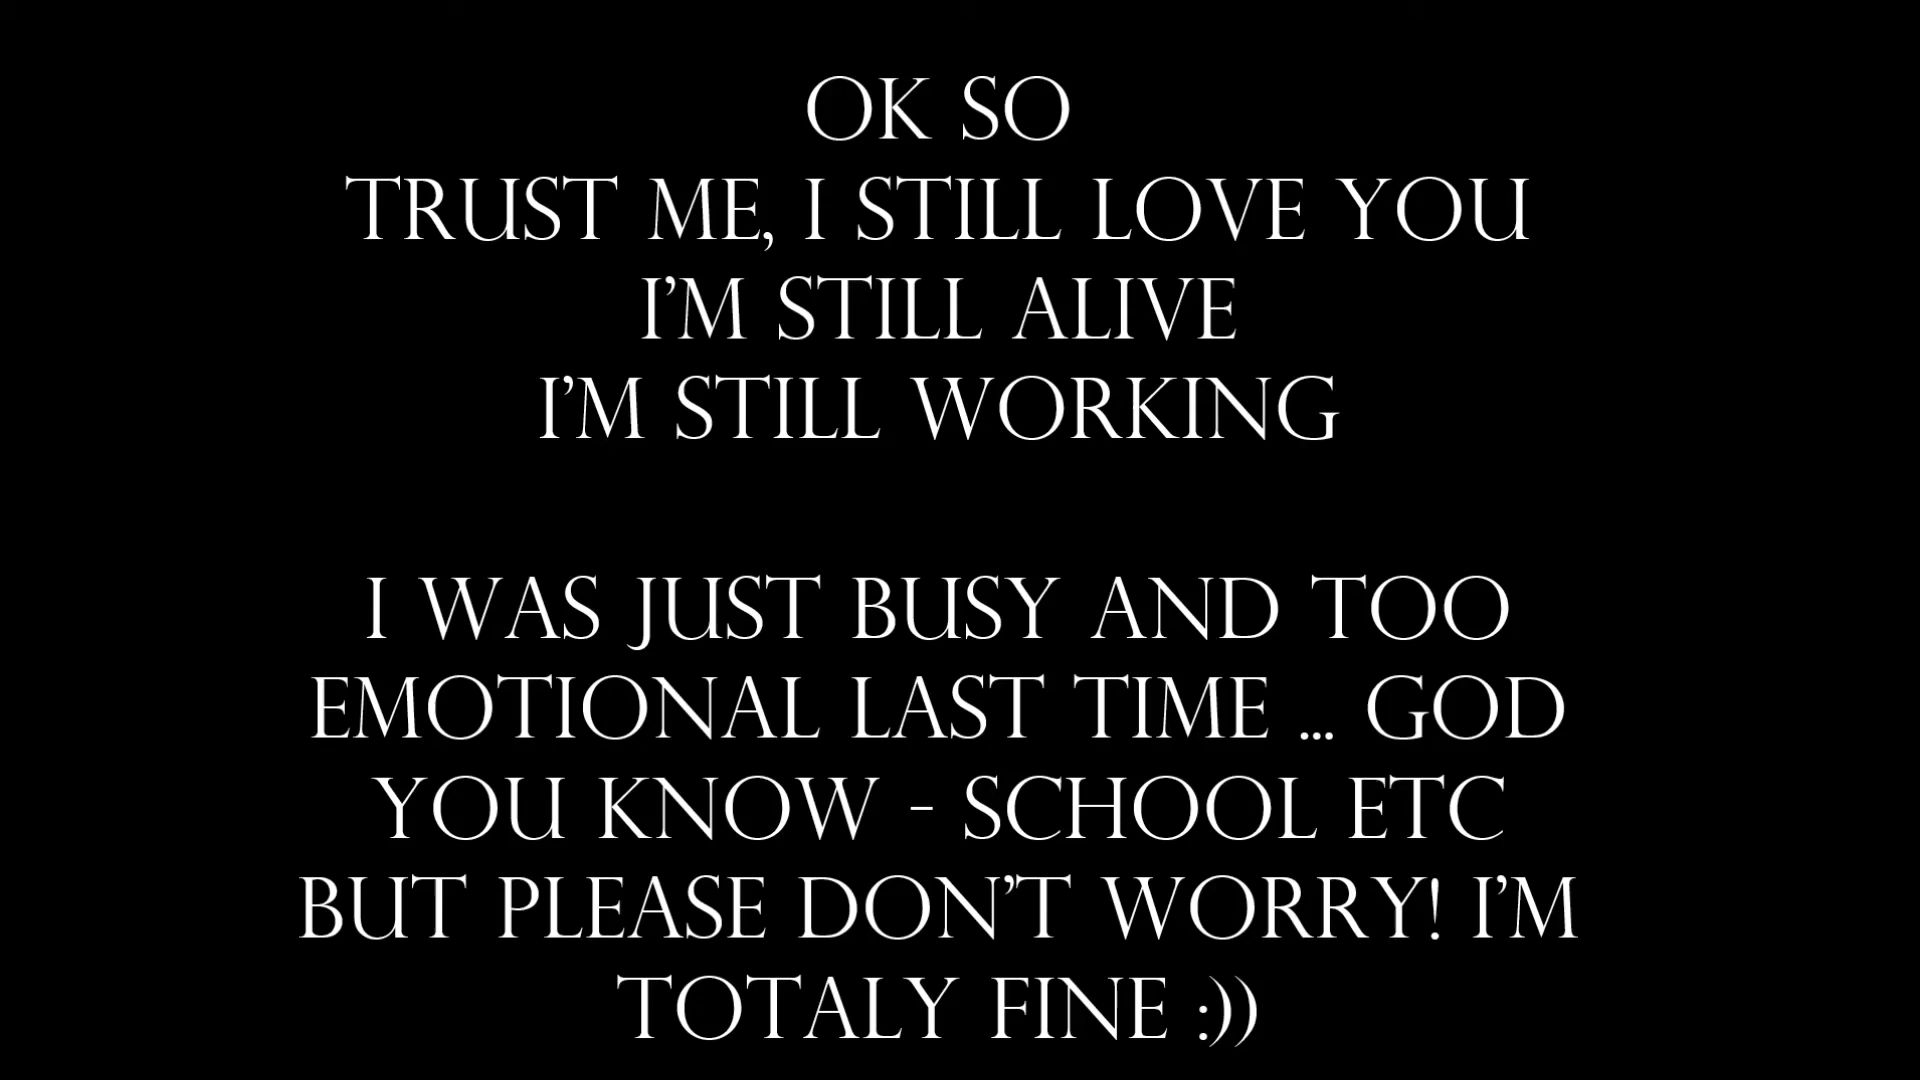 OK SO
TRUST ME, I STILL LOVE YOU
I'M STILL ALIVE
I'M STILL WORKING
I WAS JUST BUSY AND TOO
EMOTIONAL LAST TIME ... GOD
YOU KNOW - SCHOOL ETC
BUT PLEASE DON'T WORRY! I'M
TOTALY FINE :))